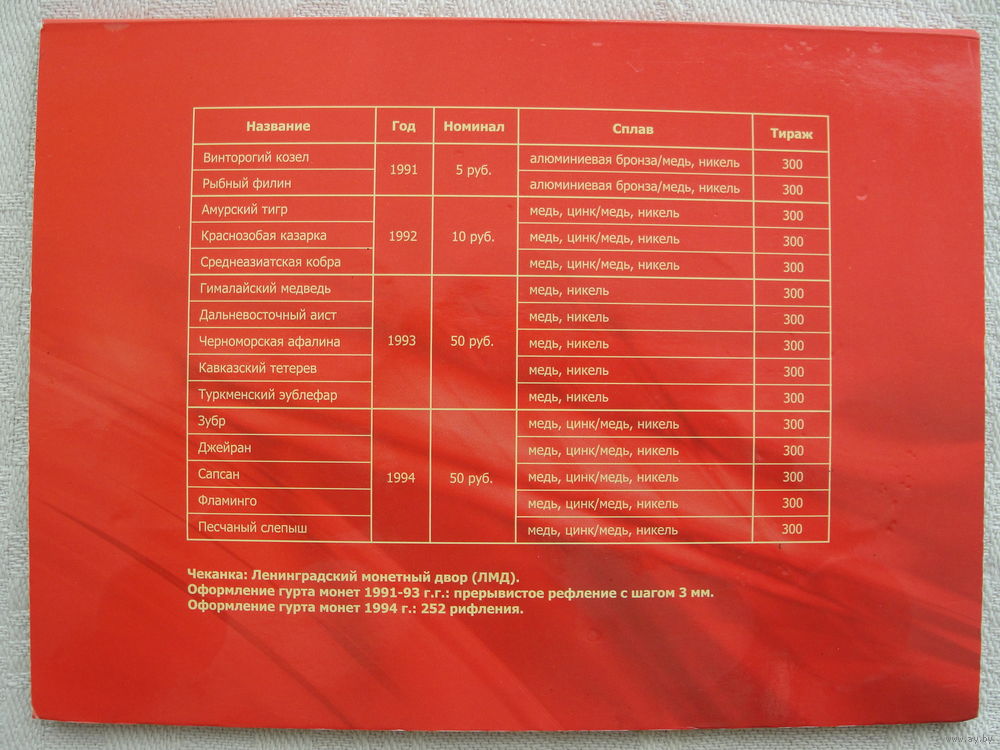 Название Год Номинал Сплав Тираж
Винторогий козел 1991 5 руб. алюминиевая бронза/медь, никель 300
Рыбный филин алюминиевая бронза/медь, никель 300
Амурский тигр медь, цинк/медь, никель 300
Краснозобая казарка 1992 10 руб. медь, цинк/медь, никель 300
Среднеазиатская кобра медь, цинк/медь, никель 300
Гималайский медведь медь, никель 300
Дальневосточный аист медь, никель 300
Черноморская афалина 1993 50 руб. медь, никель 300
Кавказский тетерев медь, никель 300
Туркменский эублефар медь, никель 300
Зубр медь, цинк/медь, никель 300
Джейран медь, цинк/медь, никель 300
Сапсан 1994 50 руб. медь, цинк/медь, никель 300
Фламинго медь, цинк/медь, никель 300
Песчаный слепыш медь, цинк/медь, никель 300
Чеканка: Ленинградский монетный двор (ЛМД).
Оформление гурта монет 1991-93 г.г.: прерывистое рефление с шагом 3 мм.
Оформление гурта монет 1994 г.: 252 рифления.
www.ay.by